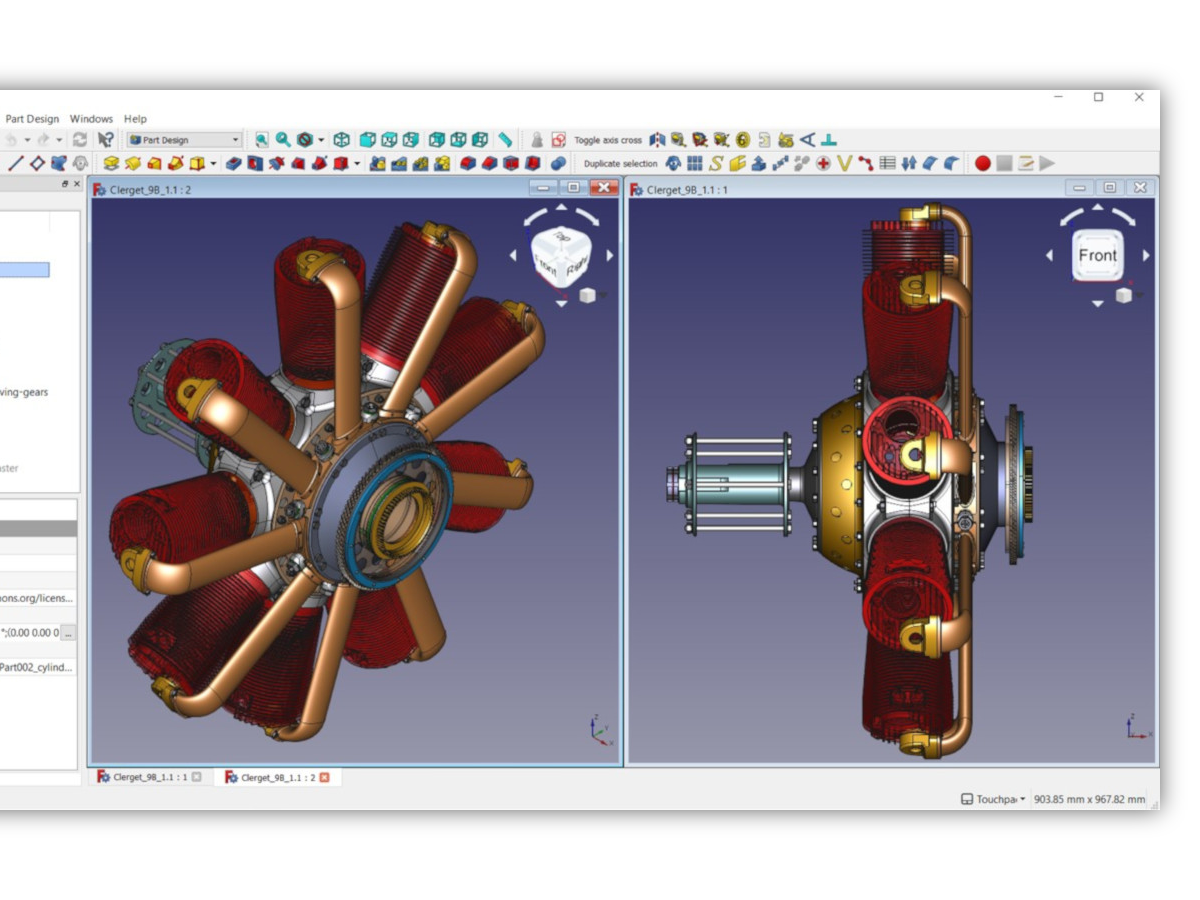 Part Design Windows Help
Part Design
Toggle axis cross
Duplicate selection
Clerget_9B_1.1 : 2
Clerget_9B_1.1 : 1
Top
Front
Right
Front
ving-gears
ster
ons.org/licens...
°;(0.00 0.00 0 ...
Part002_cylind...
Z
Y
X
Z
X
Clerget_9B_1.1 : 1
Clerget_9B_1.1 : 2
Touchpa
903.85 mm x 967.82 mm